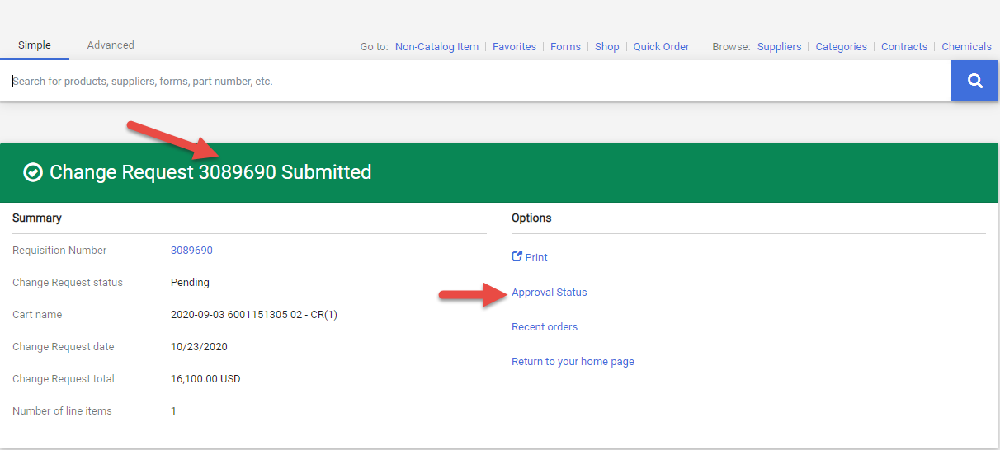 Simple Advanced Go to: Non-Catalog Item Favorites Forms Shop Quick Order Browse: Suppliers Categories Contracts Chemicals
Search for products, suppliers, forms, part number, etc.
Change Request 3089690 Submitted
Summary
Requisition Number 3089690
Change Request status Pending
Cart name 2020-09-03 6001151305 02 - CR(1)
Change Request date 10/23/2020
Change Request total 16,100.00 USD
Number of line items 1
Options
Print
Approval Status
Recent orders
Return to your home page